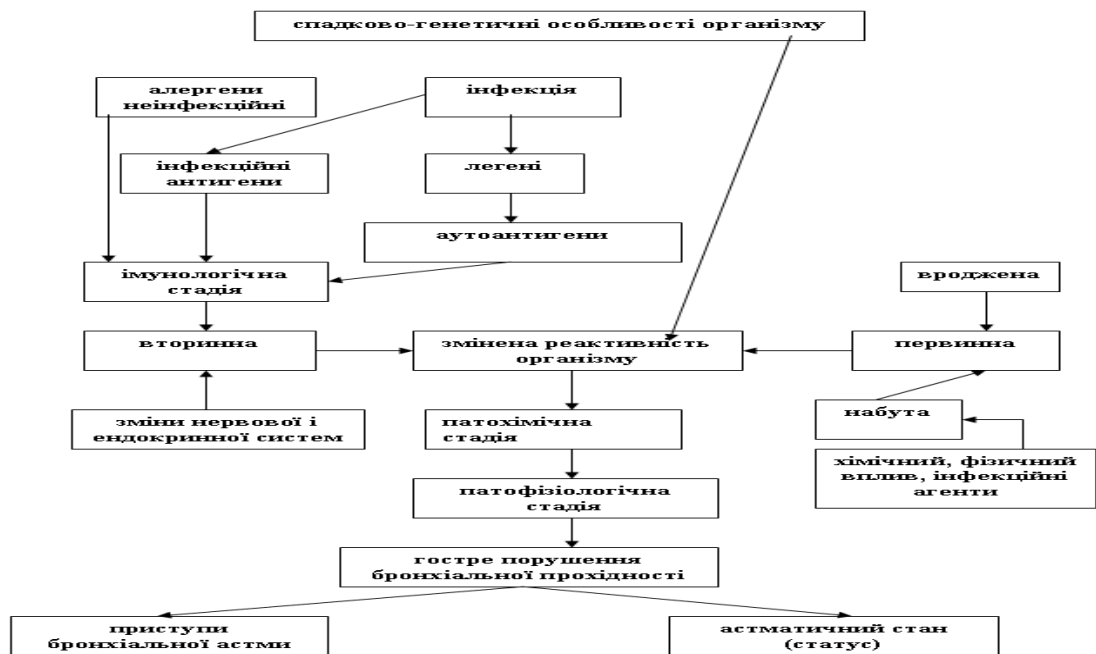 спадково-генетичні особливості організму
алергени
неінфекційні
інфекція
інфекційні
антигени
легені
аутоантигени
імунологічна
стадія
вроджена
вторинна
змінена реактивність
організму
первинна
зміни нервової і
ендокринної систем
патохімічна
стадія
набута
хімічний, фізичний
вплив, інфекційні
агенти
патофізіологічна
стадія
гостре порушення
бронхіальної прохідності
приступи
бронхіальної астми
астматичний стан
(статус)